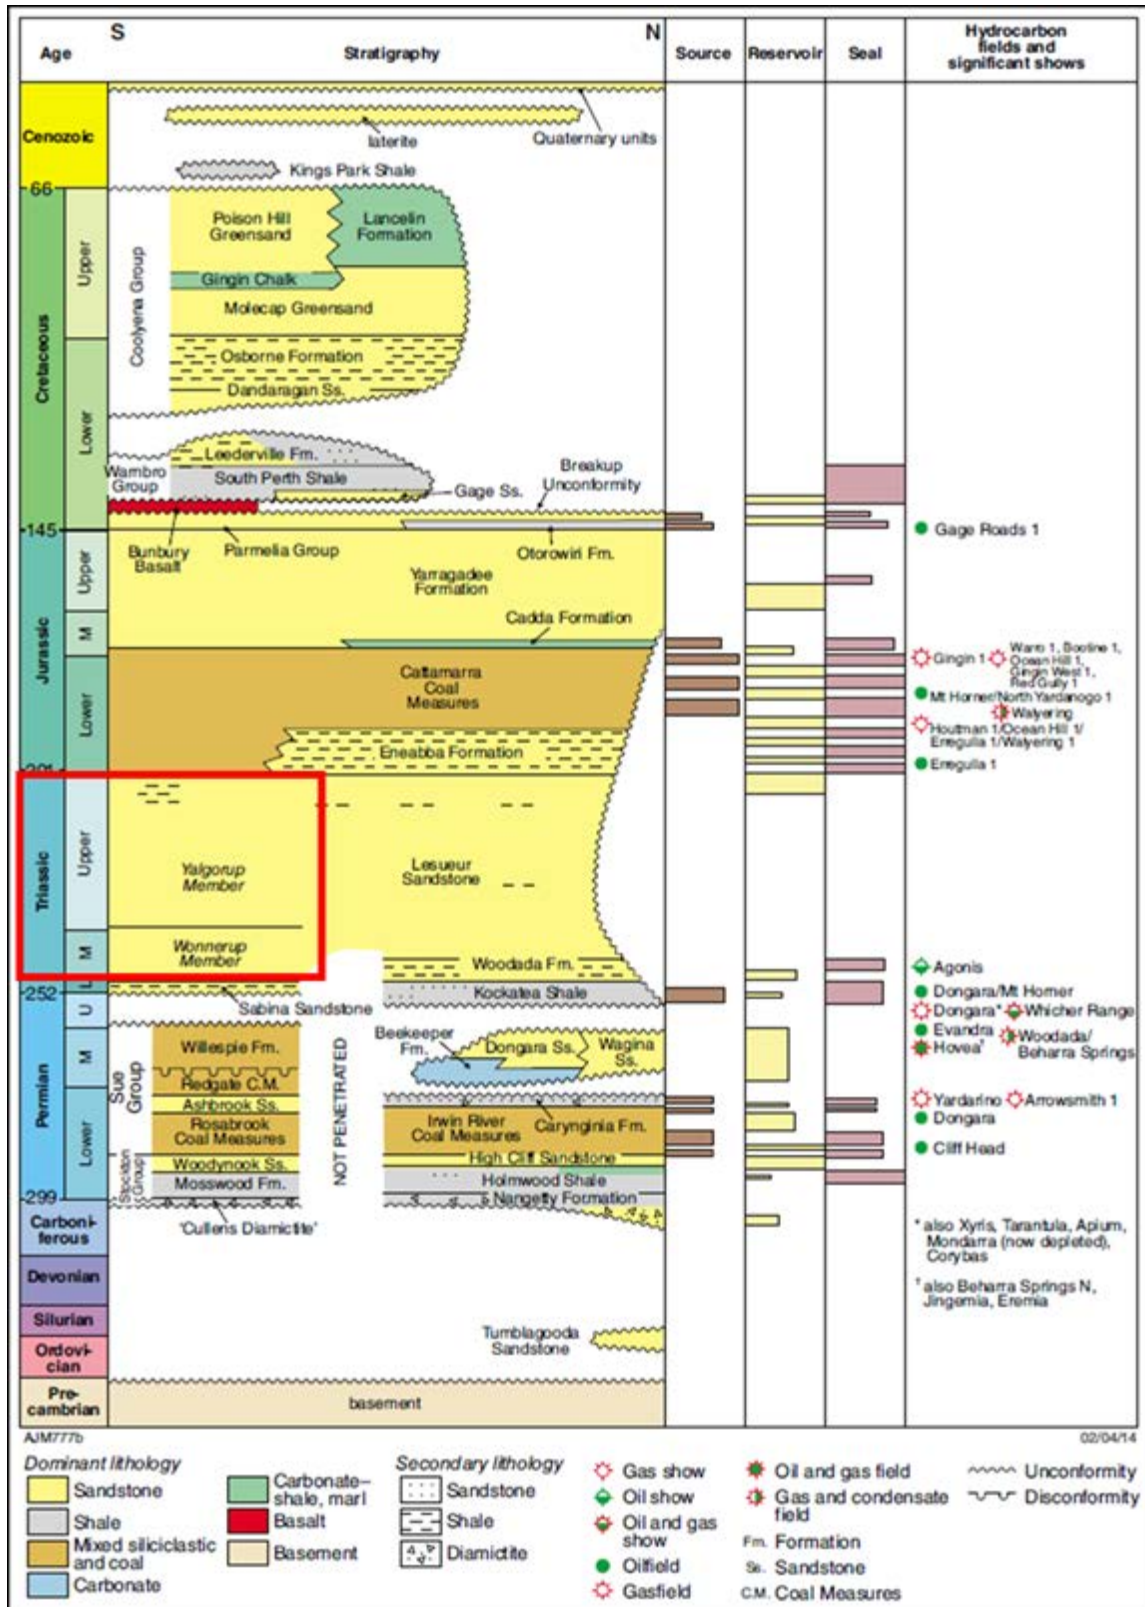 S
N
Age
Stratigraphy
Source
Reservoir
Seal
Hydrocarbon
fields and
significant shows
Cenozoic
laterite
Quaternary units
Kings Park Shale
66
Cretaceous
Upper
Lower
Coolyena Group
Poison Hill
Greensand
Lancelin
Formation
Gingin Chalk
Molecap Greensand
Osborne Formation
Dandaragan Ss.
Leederville Fm.
Warnbro
Group
South Perth Shale
Gage Ss.
Breakup
Unconformity
145
Bunbury
Basalt
Parmelia Group
Otorowiri Fm.
Gage Roads 1
Jurassic
Upper
M
Lower
Yarragadee
Formation
Cadda Formation
Cattamarra
Coal
Measures
Eneabba Formation
Gingin 1
Warro 1, Bootine 1,
Ocean Hill 1,
Gingin West 1,
Red Gully 1
Mt Horner/North Yardanogo 1
Walyering
Houtman 1/Ocean Hill 1/
Erregulla 1/Walyering 1
Erregulla 1
201
Triassic
Upper
M
L
Yalgorup
Member
Lesueur
Sandstone
Wonnerup
Member
Woodada Fm.
Kockatea Shale
Sabina Sandstone
Agonis
252
Dongara/Mt Horner
Dongara*
Whicher Range
Evandra
Hovea†
Woodada/
Beharra Springs
Permian
U
M
Lower
Sue
Group
Stockton
Group
Willespie Fm.
Redgate C.M.
Ashbrook Ss.
Rosabrook
Coal Measures
Woodynook Ss.
Mosswood Fm.
NOT PENETRATED
Beekeeper
Fm.
Dongara Ss.
Wagina
Ss.
Irwin River
Coal Measures
Carynginia Fm.
High Cliff Sandstone
Holmwood Shale
Nangetty Formation
Yardarino
Arrowsmith 1
Dongara
Cliff Head
299
'Cullens Diamictite'
Carboni-
ferous
* also Xyris, Tarantula, Apium,
Mondarra (now depleted),
Corybas
† also Beharra Springs N,
Jingemia, Eremia
Devonian
Silurian
Ordovi-
cian
Tumblagooda
Sandstone
Pre-
cambrian
basement
AJM777b
02/04/14
Dominant lithology
Sandstone
Shale
Mixed siliciclastic
and coal
Carbonate
Carbonate–
shale, marl
Basalt
Basement
Secondary lithology
Sandstone
Shale
Diamictite
Gas show
Oil show
Oil and gas
show
Oilfield
Gasfield
Oil and gas field
Gas and condensate
field
Fm. Formation
Ss. Sandstone
C.M. Coal Measures
Unconformity
Disconformity